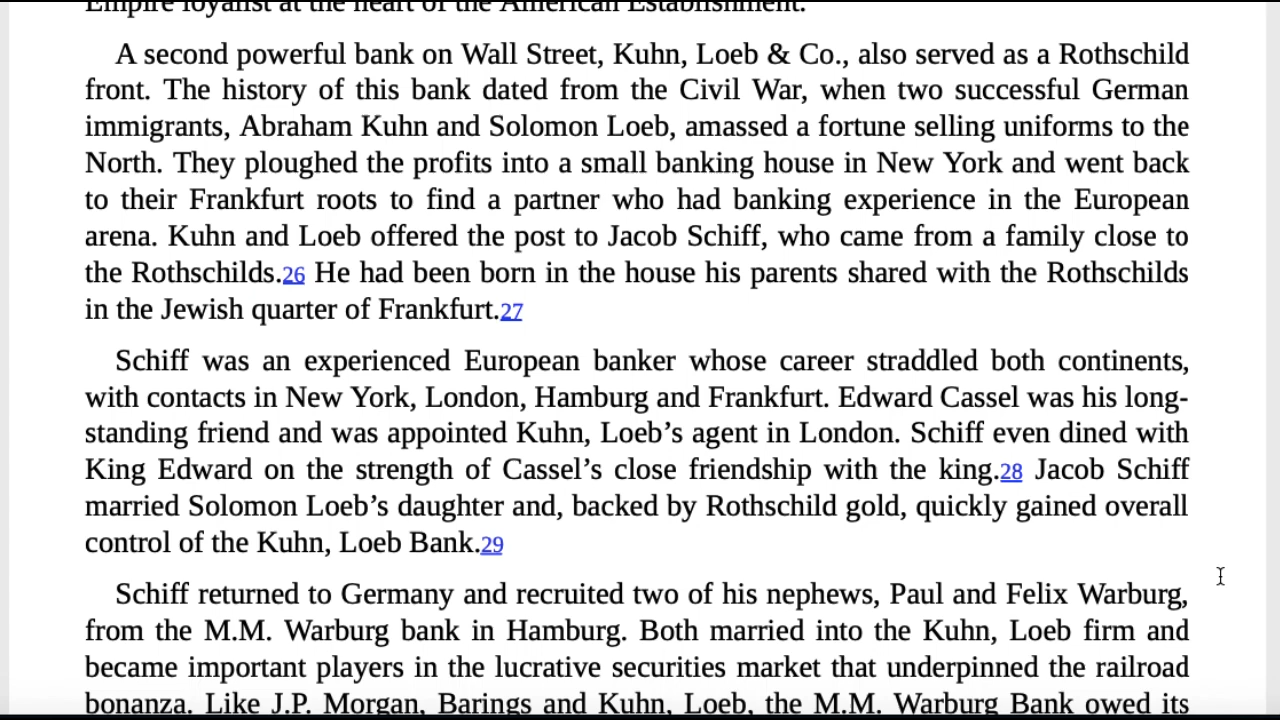 Empire loyalist at the heart of the American Establishment.
A second powerful bank on Wall Street, Kuhn, Loeb & Co., also served as a Rothschild
front. The history of this bank dated from the Civil War, when two successful German
immigrants, Abraham Kuhn and Solomon Loeb, amassed a fortune selling uniforms to the
North. They ploughed the profits into a small banking house in New York and went back
to their Frankfurt roots to find a partner who had banking experience in the European
arena. Kuhn and Loeb offered the post to Jacob Schiff, who came from a family close to
the Rothschilds.26 He had been born in the house his parents shared with the Rothschilds
in the Jewish quarter of Frankfurt.27
Schiff was an experienced European banker whose career straddled both continents,
with contacts in New York, London, Hamburg and Frankfurt. Edward Cassel was his long-
standing friend and was appointed Kuhn, Loeb’s agent in London. Schiff even dined with
King Edward on the strength of Cassel’s close friendship with the king.28 Jacob Schiff
married Solomon Loeb’s daughter and, backed by Rothschild gold, quickly gained overall
control of the Kuhn, Loeb Bank.29
Schiff returned to Germany and recruited two of his nephews, Paul and Felix Warburg,
from the M.M. Warburg bank in Hamburg. Both married into the Kuhn, Loeb firm and
became important players in the lucrative securities market that underpinned the railroad
bonanza. Like J.P. Morgan, Barings and Kuhn, Loeb, the M.M. Warburg Bank owed its